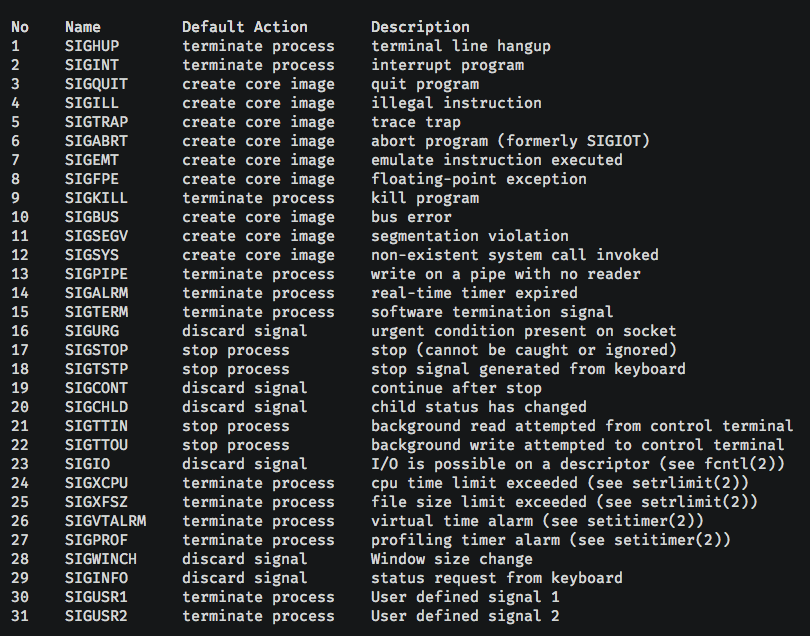 No Name Default Action Description
1 SIGHUP terminate process terminal line hangup
2 SIGINT terminate process interrupt program
3 SIGQUIT create core image quit program
4 SIGILL create core image illegal instruction
5 SIGTRAP create core image trace trap
6 SIGABRT create core image abort program (formerly SIGIOT)
7 SIGEMT create core image emulate instruction executed
8 SIGFPE create core image floating-point exception
9 SIGKILL terminate process kill program
10 SIGBUS create core image bus error
11 SIGSEGV create core image segmentation violation
12 SIGSYS create core image non-existent system call invoked
13 SIGPIPE terminate process write on a pipe with no reader
14 SIGALRM terminate process real-time timer expired
15 SIGTERM terminate process software termination signal
16 SIGURG discard signal urgent condition present on socket
17 SIGSTOP stop process stop (cannot be caught or ignored)
18 SIGTSTP stop process stop signal generated from keyboard
19 SIGCONT discard signal continue after stop
20 SIGCHLD discard signal child status has changed
21 SIGTTIN stop process background read attempted from control terminal
22 SIGTTOU stop process background write attempted to control terminal
23 SIGIO discard signal I/O is possible on a descriptor (see fcntl(2))
24 SIGXCPU terminate process cpu time limit exceeded (see setrlimit(2))
25 SIGXFSZ terminate process file size limit exceeded (see setrlimit(2))
26 SIGVTALRM terminate process virtual time alarm (see setitimer(2))
27 SIGPROF terminate process profiling timer alarm (see setitimer(2))
28 SIGWINCH discard signal Window size change
29 SIGINFO discard signal status request from keyboard
30 SIGUSR1 terminate process User defined signal 1
31 SIGUSR2 terminate process User defined signal 2